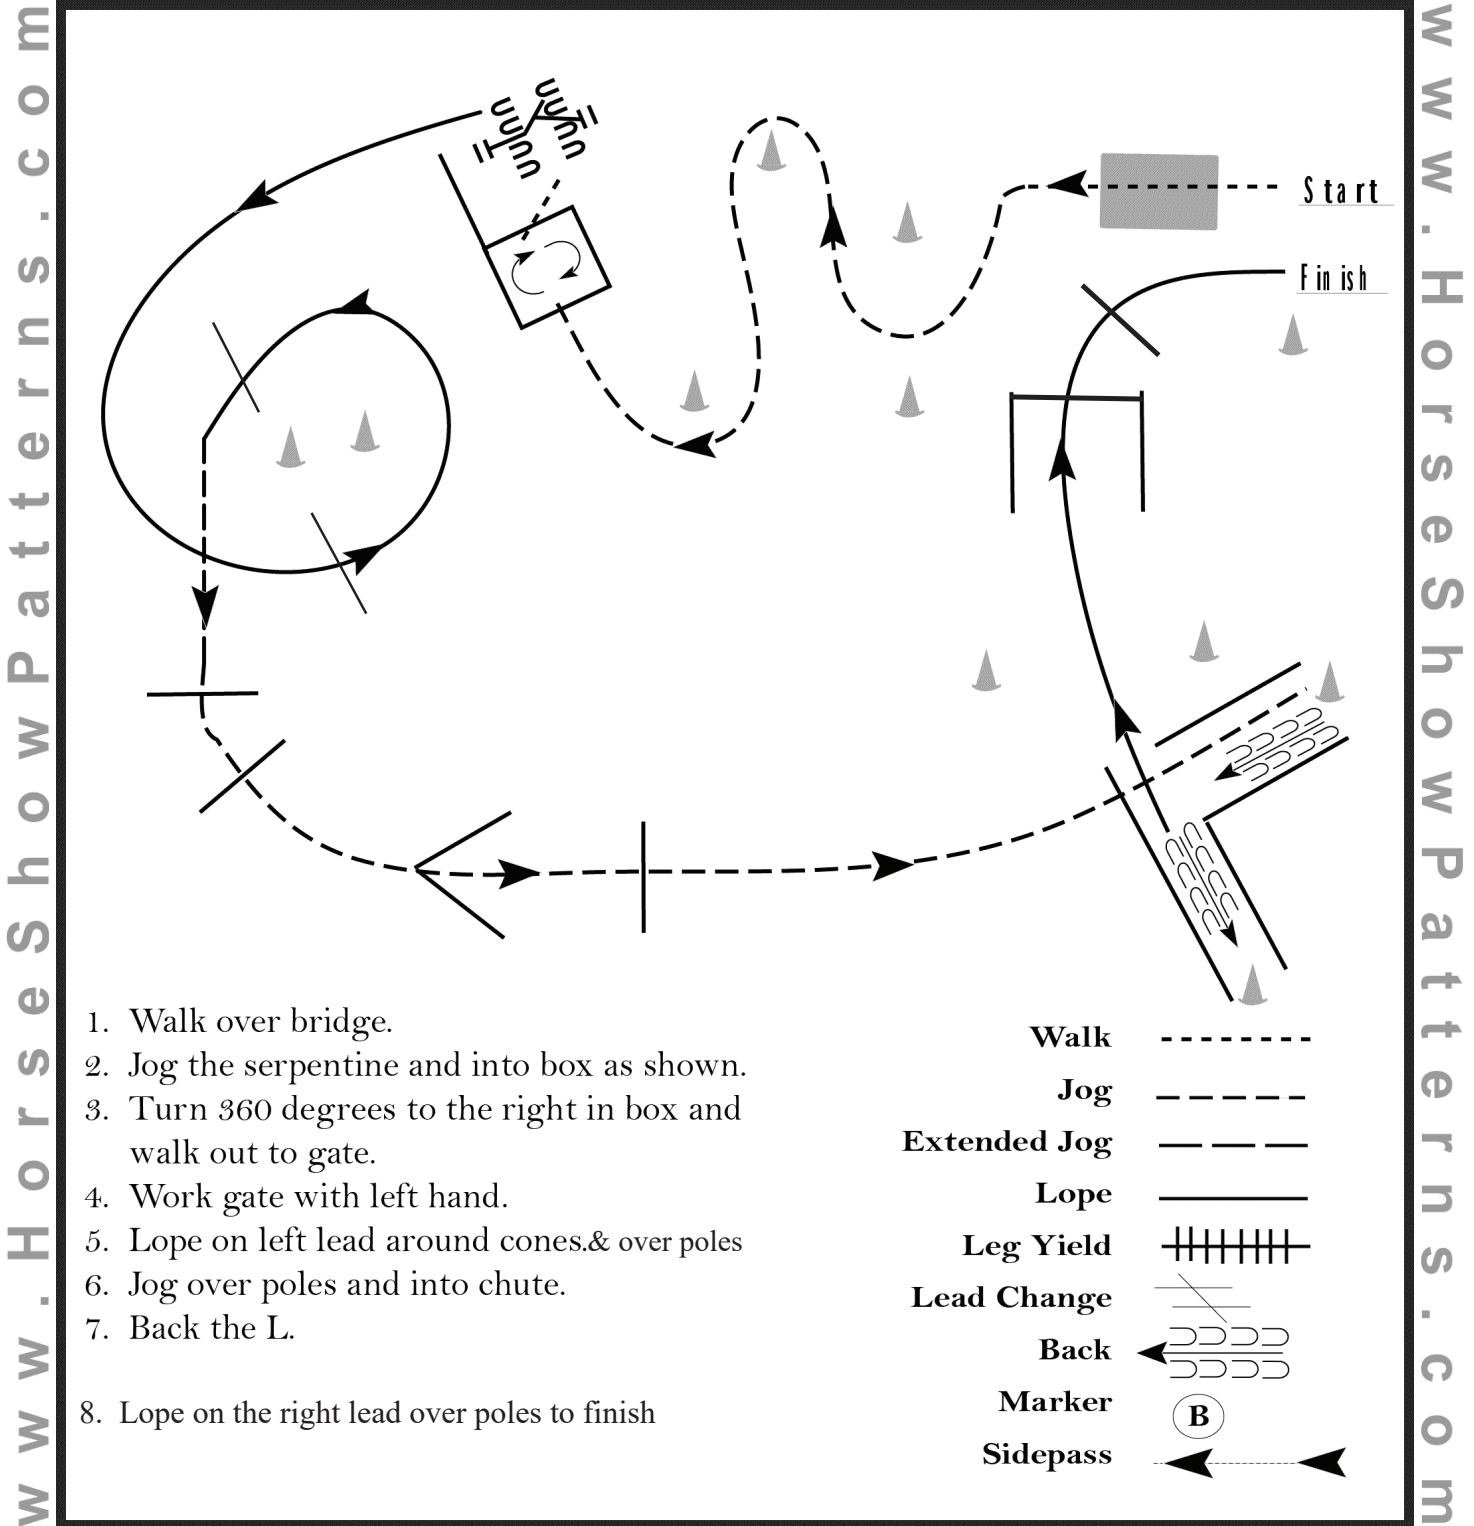 www.HorseShowPatterns.com
www.HorseShowPatterns.com
Start
Finish
1. Walk over bridge.
2. Jog the serpentine and into box as shown.
3. Turn 360 degrees to the right in box and
walk out to gate.
4. Work gate with left hand.
5. Lope on left lead around cones.& over poles
6. Jog over poles and into chute.
7. Back the L.
8. Lope on the right lead over poles to finish
Walk
Jog
Extended Jog
Lope
Leg Yield
Lead Change
Back
Marker B
Sidepass